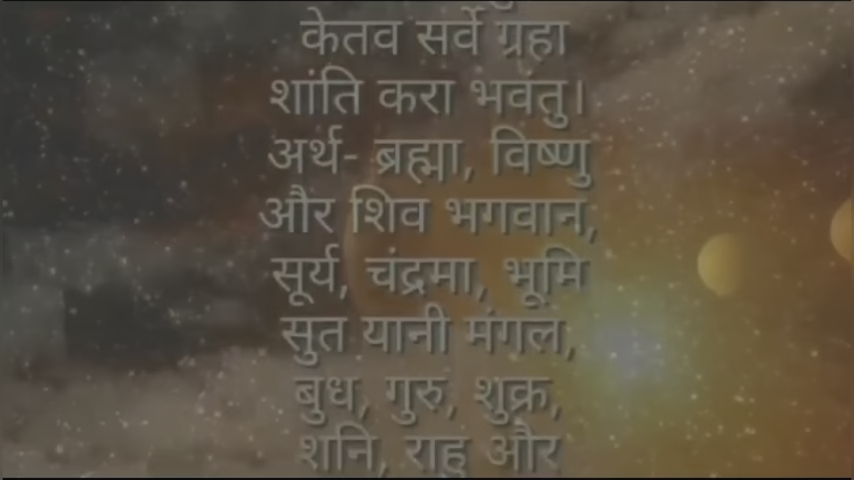 केतव सर्वे ग्रहा
शांति करा भवंतु।
अर्थ- ब्रह्मा, विष्णु
और शिव भगवान,
सूर्य, चंद्रमा, भूमि
सुत यानी मंगल,
बुध, गुरु, शुक्र,
शनि, राहु और